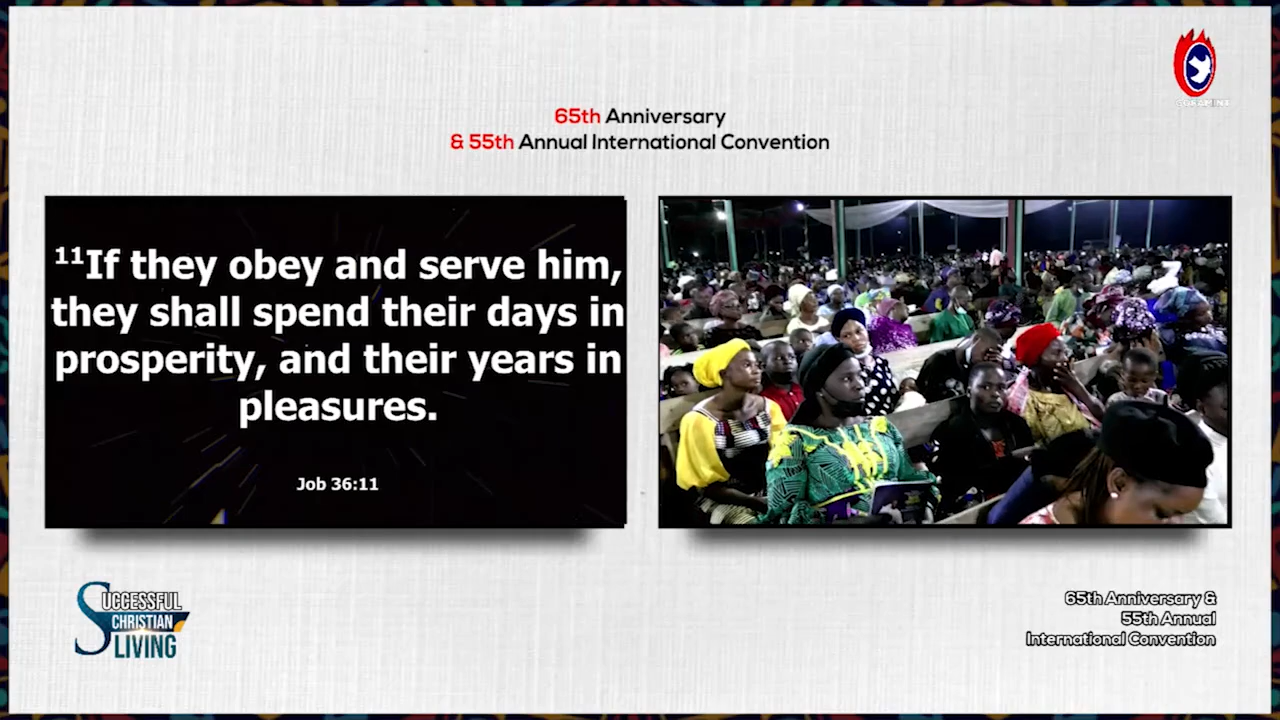 65th Anniversary
& 55th Annual International Convention
¹¹If they obey and serve him,
they shall spend their days in
prosperity, and their years in
pleasures.
Job 36:11
SUCCESSFUL
CHRISTIAN
LIVING
65th Anniversary &
55th Annual
International Convention